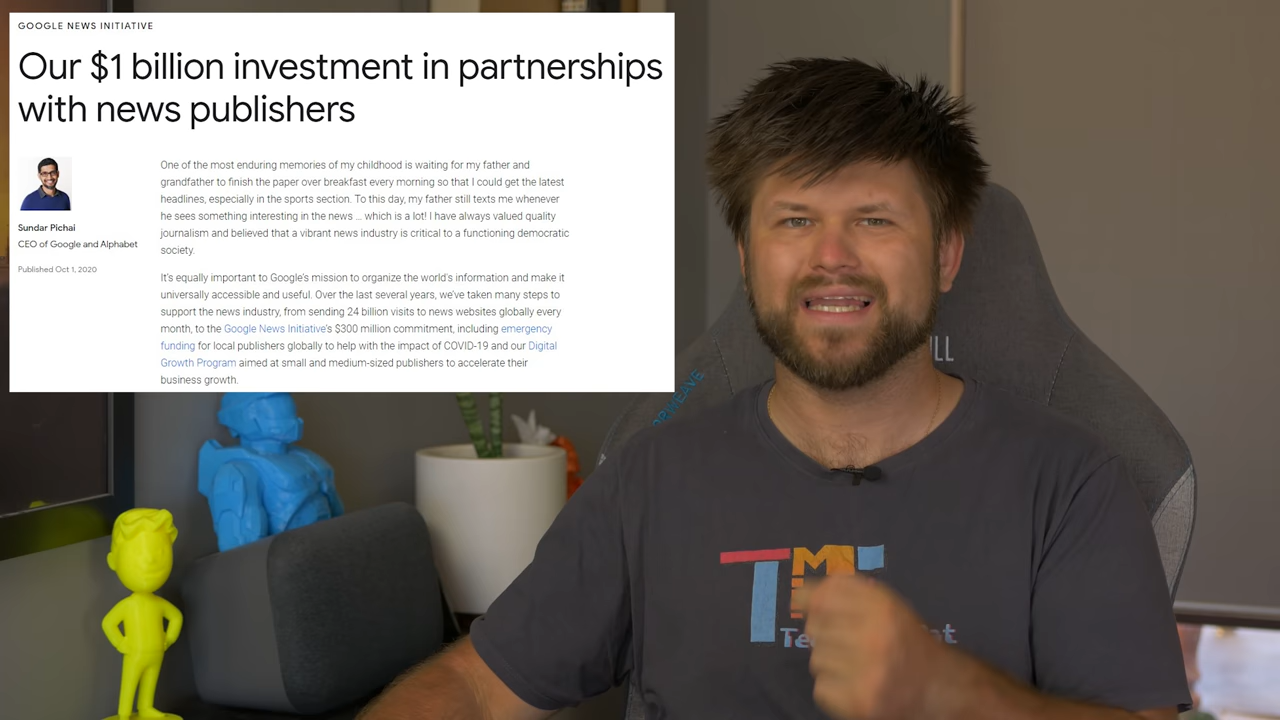 GOOGLE NEWS INITIATIVE
Our $1 billion investment in partnerships
with news publishers
Sundar Pichai
CEO of Google and Alphabet
Published Oct 1, 2020
One of the most enduring memories of my childhood is waiting for my father and
grandfather to finish the paper over breakfast every morning so that I could get the latest
headlines, especially in the sports section. To this day, my father still texts me whenever
he sees something interesting in the news ... which is a lot! I have always valued quality
journalism and believed that a vibrant news industry is critical to a functioning democratic
society.
It's equally important to Google's mission to organize the world's information and make it
universally accessible and useful. Over the last several years, we've taken many steps to
support the news industry, from sending 24 billion visits to news websites globally every
month, to the Google News Initiative's $300 million commitment, including emergency
funding for local publishers globally to help with the impact of COVID-19 and our Digital
Growth Program aimed at small and medium-sized publishers to accelerate their
business growth.